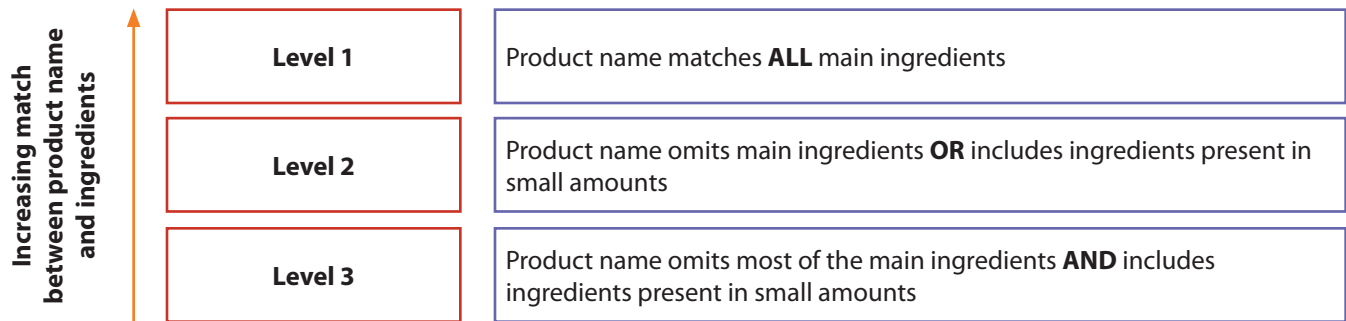 Increasing match
between product name
and ingredients
Level 1
Product name matches ALL main ingredients
Level 2
Product name omits main ingredients OR includes ingredients present in
small amounts
Level 3
Product name omits most of the main ingredients AND includes
ingredients present in small amounts